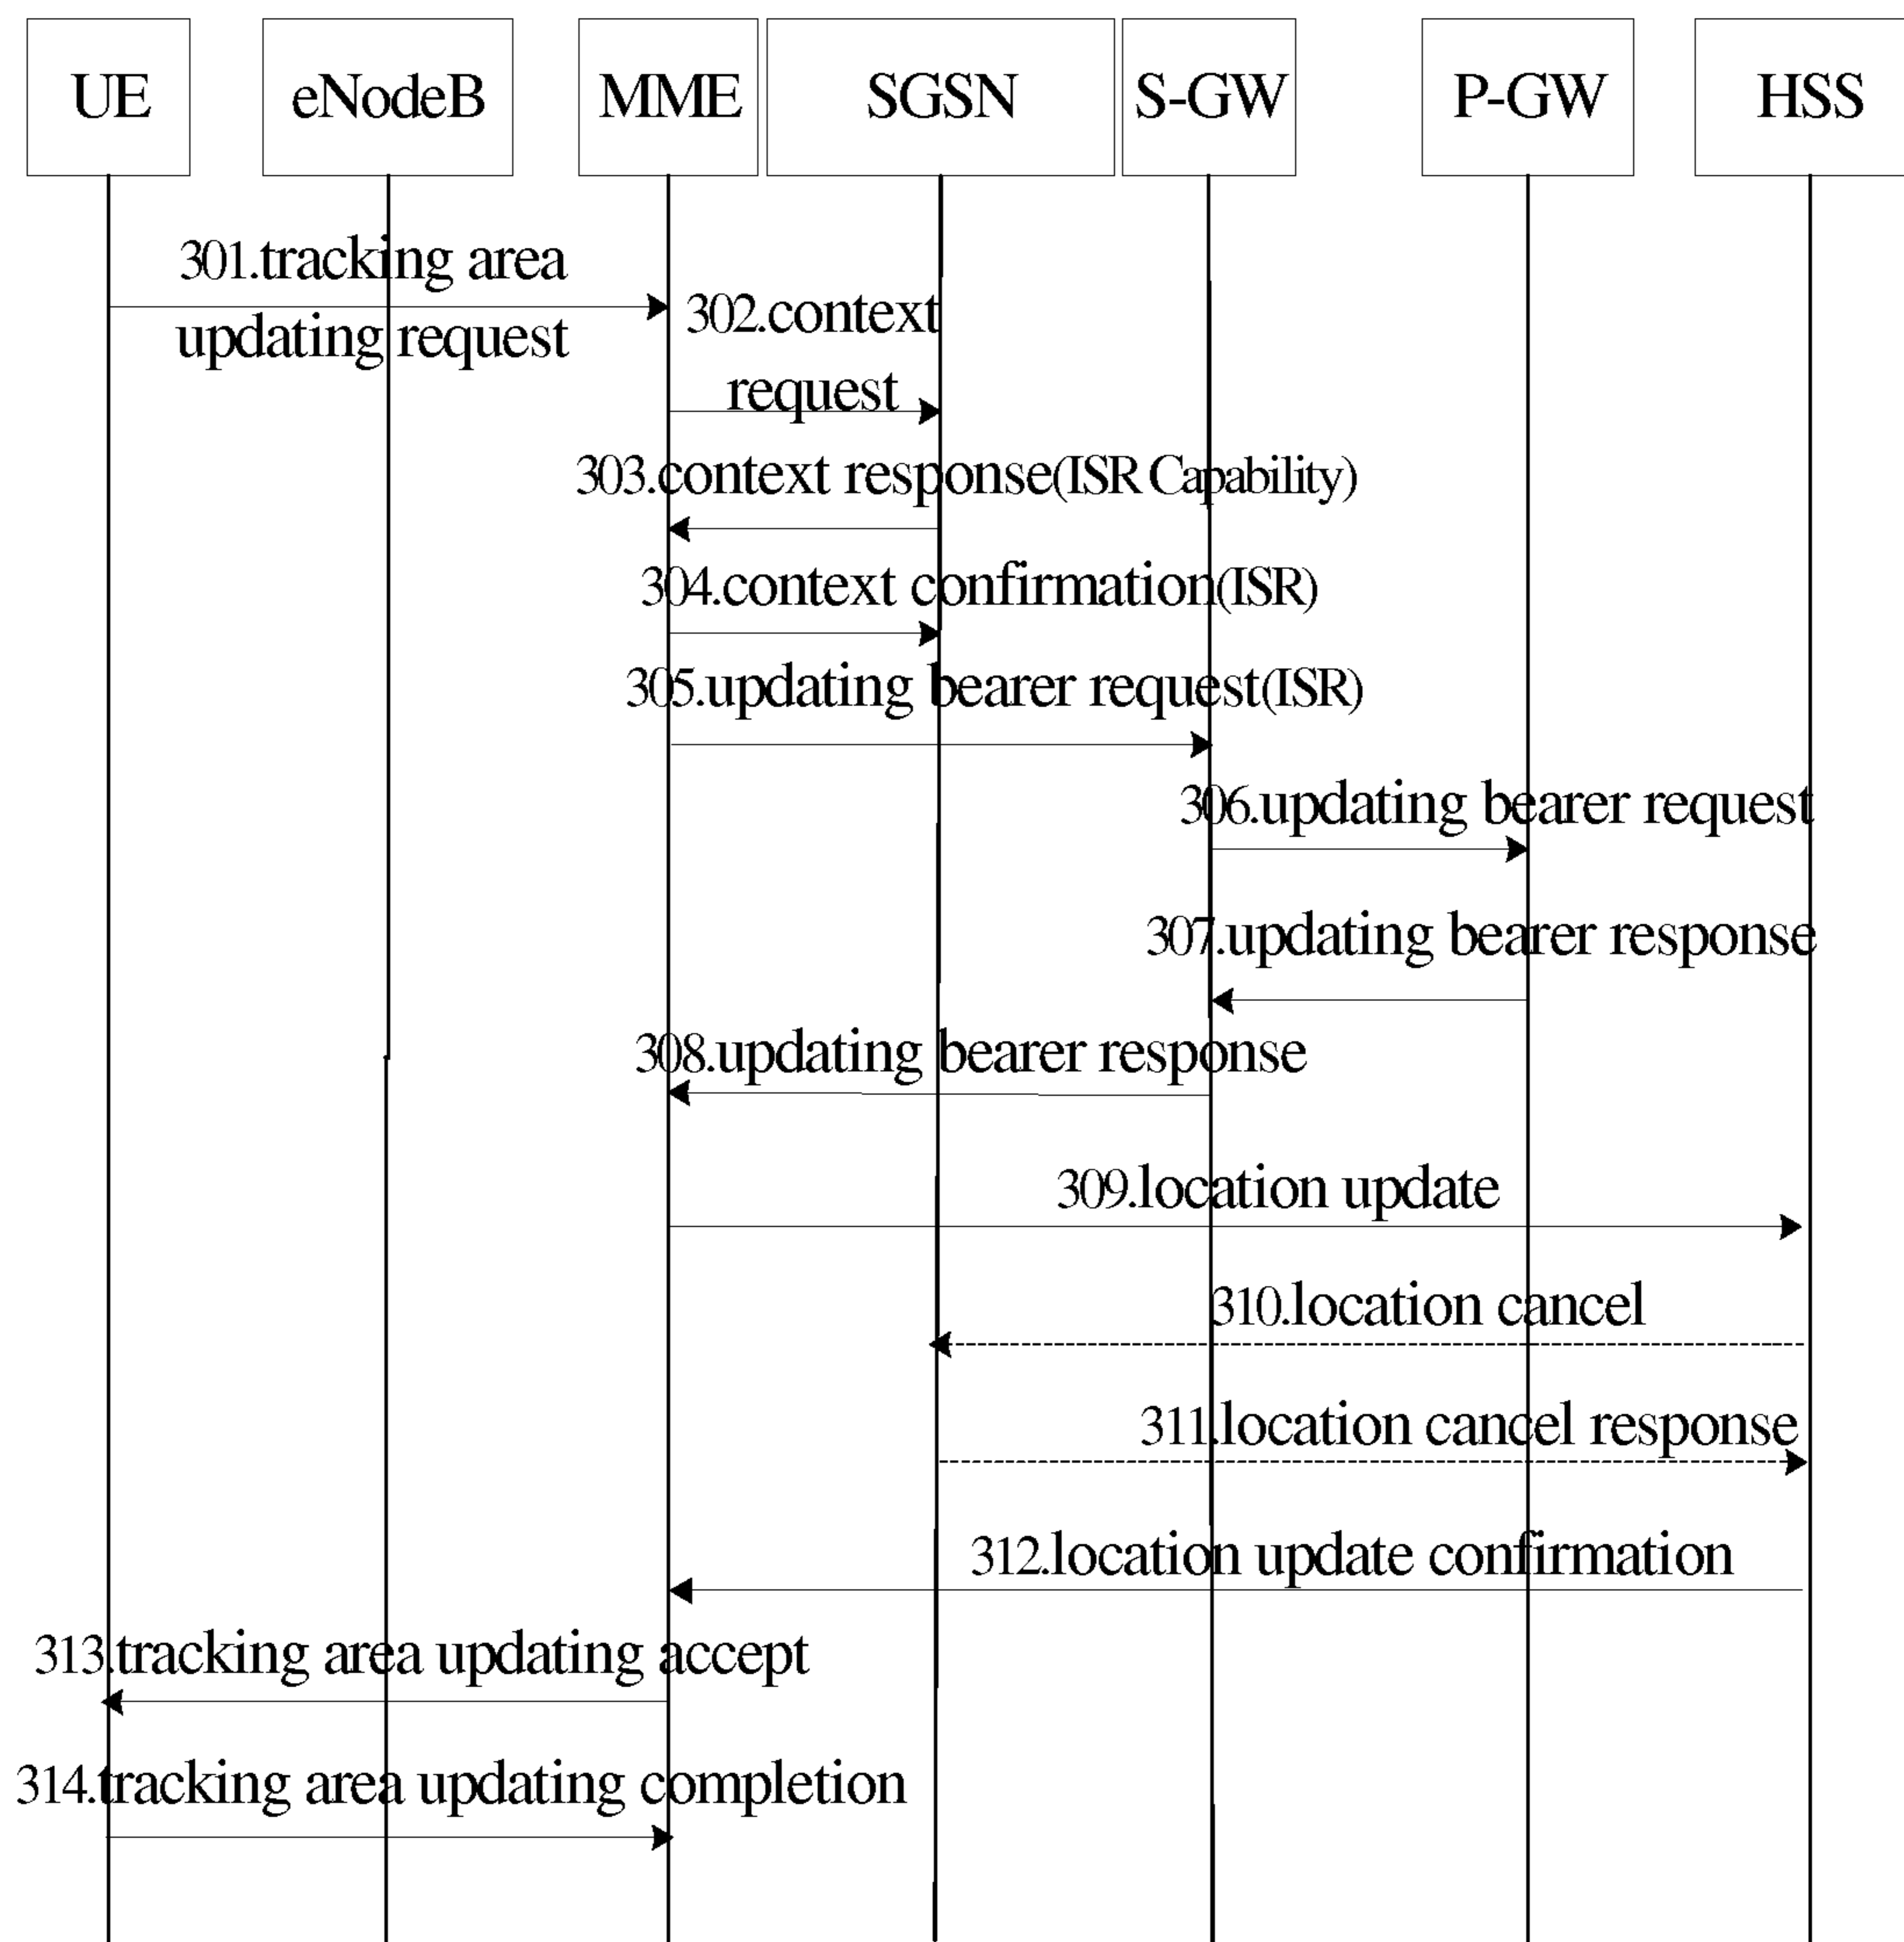 UE
eNodeB
MME
SGSN
S-GW
P-GW
HSS
301.tracking area
updating request
302.context
request
303.context response(ISR Capability)
304.context confirmation(ISR)
305.updating bearer request(ISR)
306.updating bearer request
307.updating bearer response
308.updating bearer response
309.location update
310.location cancel
311.location cancel response
312.location update confirmation
313.tracking area updating accept
314.tracking area updating completion